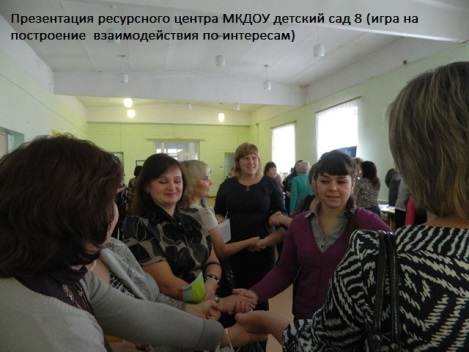 Презентация ресурсного центра МКДОУ детский сад 8 (игра на
построение взаимодействия по интересам)